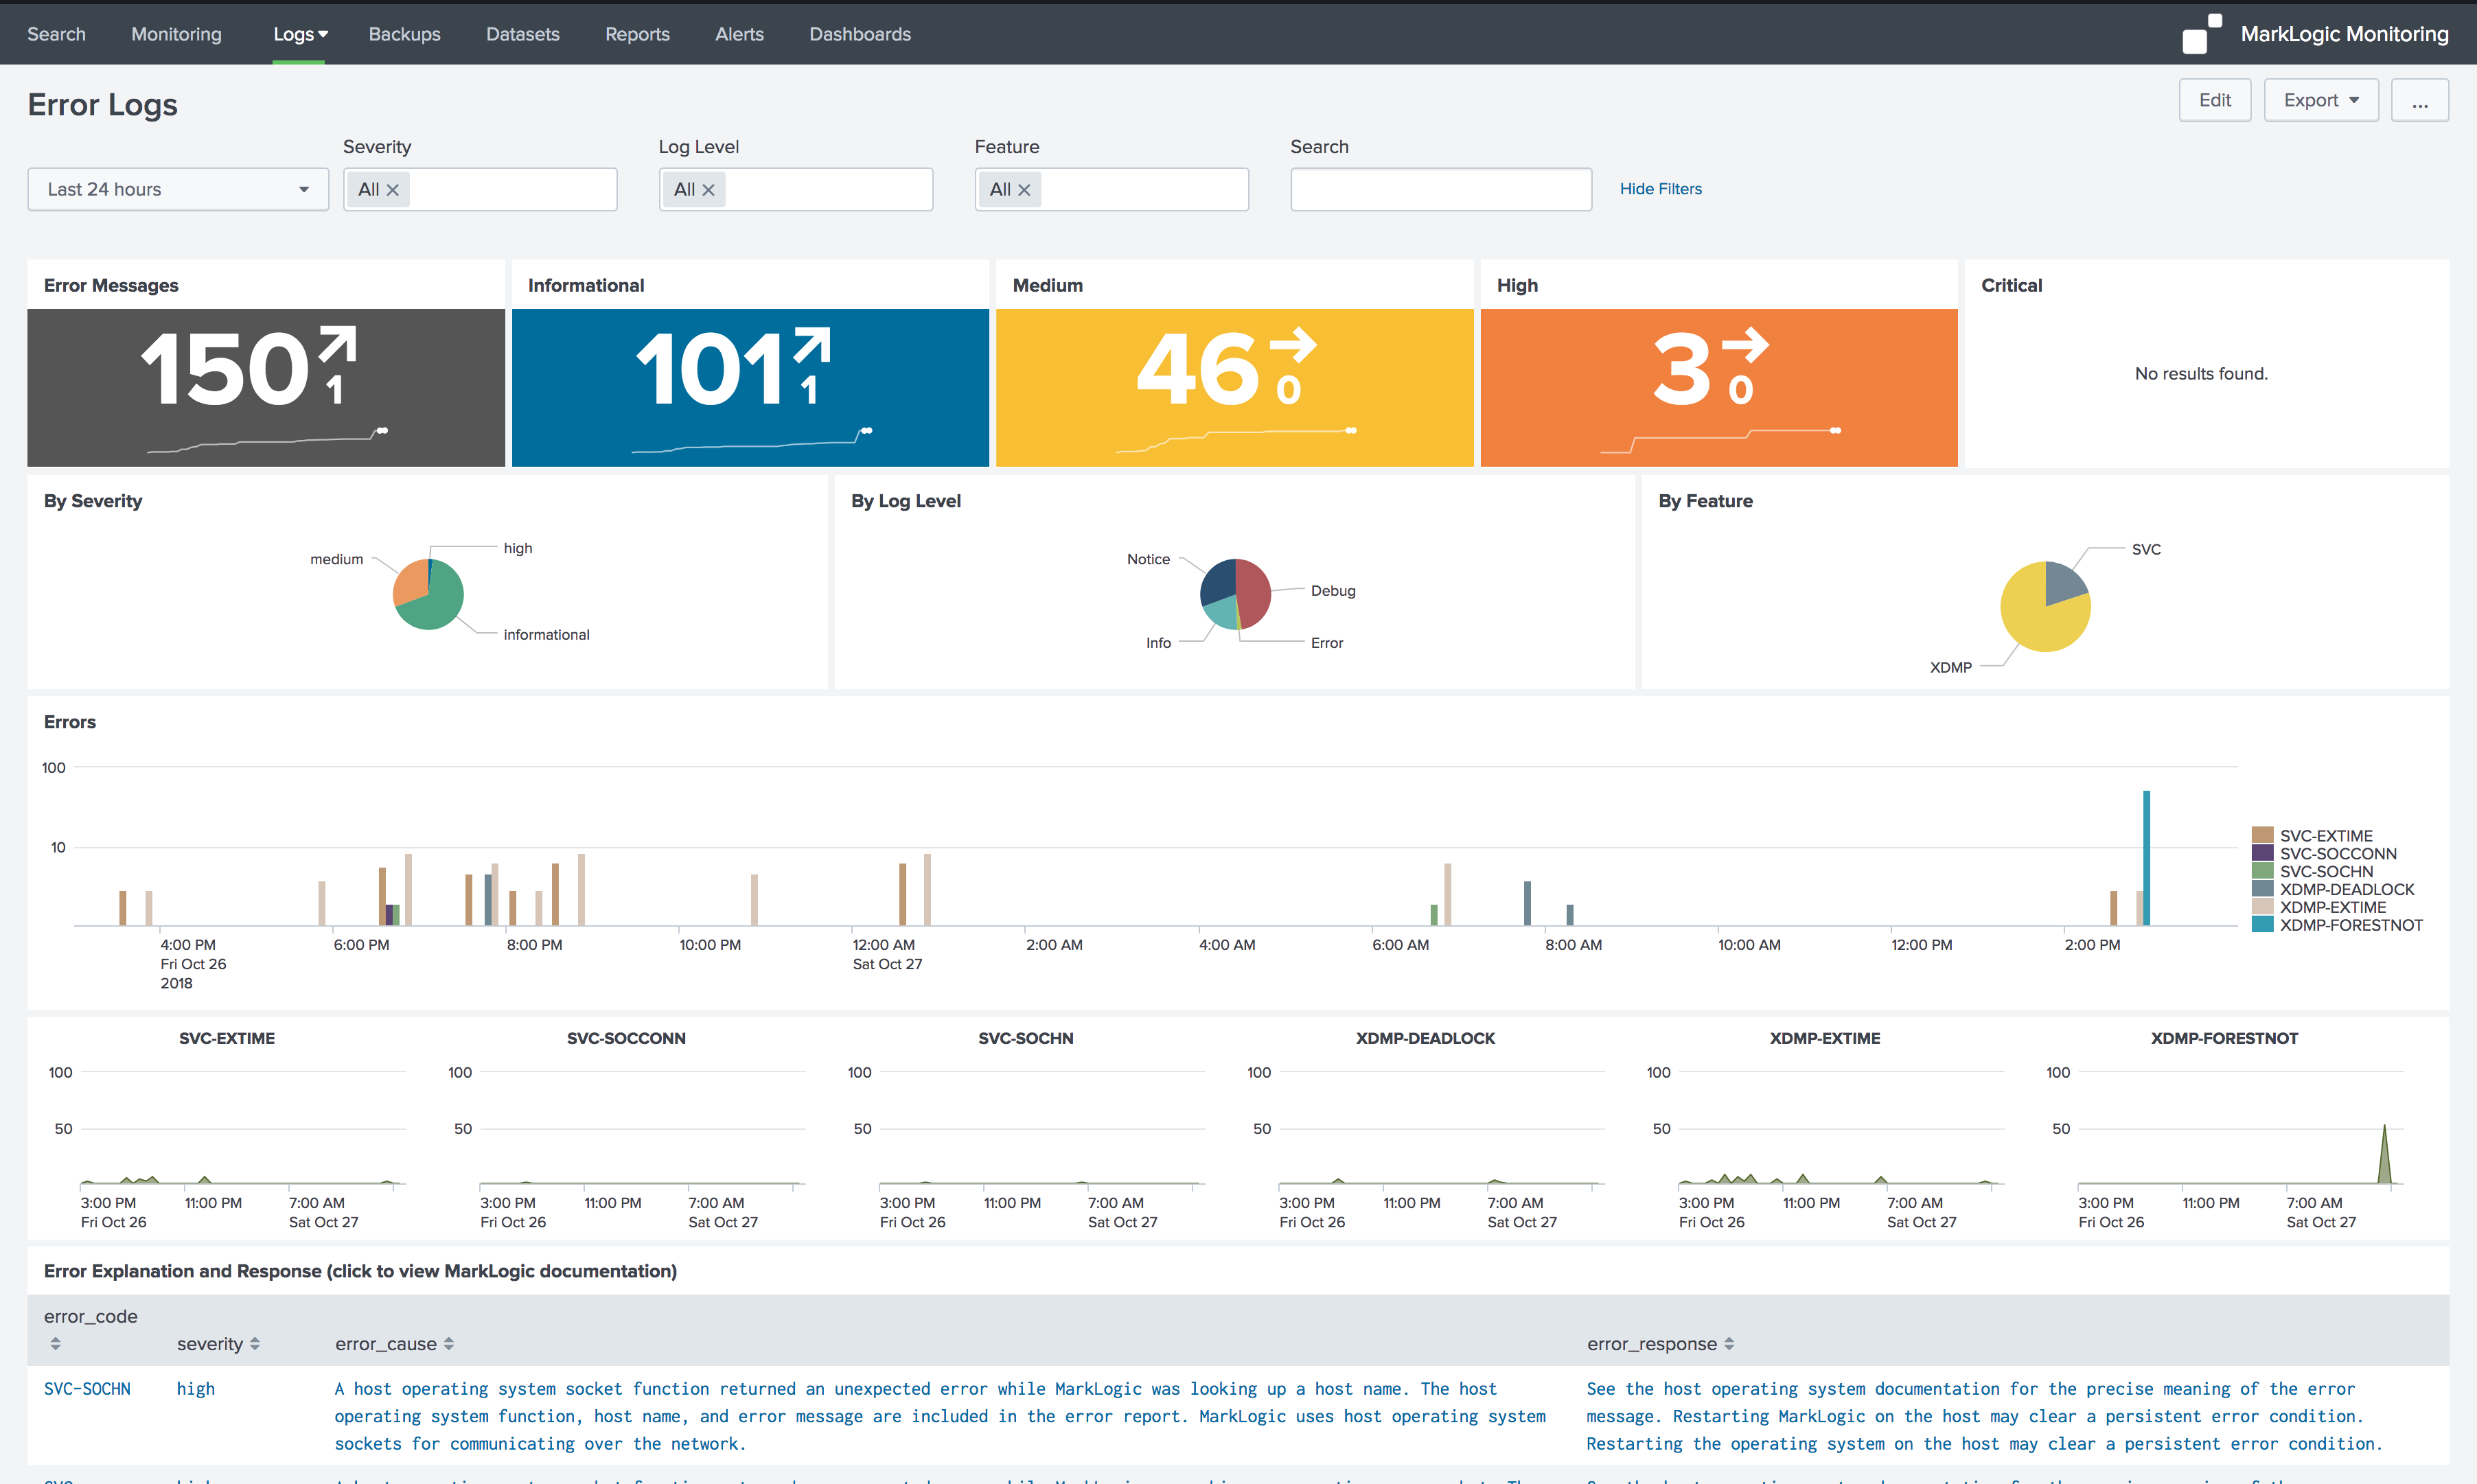 Search Monitoring Logs Backups Datasets Reports Alerts Dashboards MarkLogic Monitoring
Error Logs
Edit Export ...
Severity Log Level Feature Search
Last 24 hours All All All Hide Filters
Error Messages Informational Medium High Critical
150 1 101 1 46 0 3 0 No results found.
By Severity By Log Level By Feature
high
medium
informational
Notice
Debug
Info
Error
SVC
XDMP
Errors
100
10
SVC-EXTIME
SVC-SOCCONN
SVC-SOCHN
XDMP-DEADLOCK
XDMP-EXTIME
XDMP-FORESTNOT
4:00 PM 6:00 PM 8:00 PM 10:00 PM 12:00 AM 2:00 AM 4:00 AM 6:00 AM 8:00 AM 10:00 AM 12:00 PM 2:00 PM
Fri Oct 26 Sat Oct 27
2018
SVC-EXTIME SVC-SOCCONN SVC-SOCHN XDMP-DEADLOCK XDMP-EXTIME XDMP-FORESTNOT
100 100 100 100 100 100
50 50 50 50 50 50
3:00 PM 11:00 PM 7:00 AM 3:00 PM 11:00 PM 7:00 AM 3:00 PM 11:00 PM 7:00 AM 3:00 PM 11:00 PM 7:00 AM 3:00 PM 11:00 PM 7:00 AM 3:00 PM 11:00 PM 7:00 AM
Fri Oct 26 Sat Oct 27 Fri Oct 26 Sat Oct 27 Fri Oct 26 Sat Oct 27 Fri Oct 26 Sat Oct 27 Fri Oct 26 Sat Oct 27 Fri Oct 26 Sat Oct 27
Error Explanation and Response (click to view MarkLogic documentation)
error_code
severity error_cause error_response
SVC-SOCHN high A host operating system socket function returned an unexpected error while MarkLogic was looking up a host name. The host See the host operating system documentation for the precise meaning of the error
operating system function, host name, and error message are included in the error report. MarkLogic uses host operating system message. Restarting MarkLogic on the host may clear a persistent error condition.
sockets for communicating over the network. Restarting the operating system on the host may clear a persistent error condition.